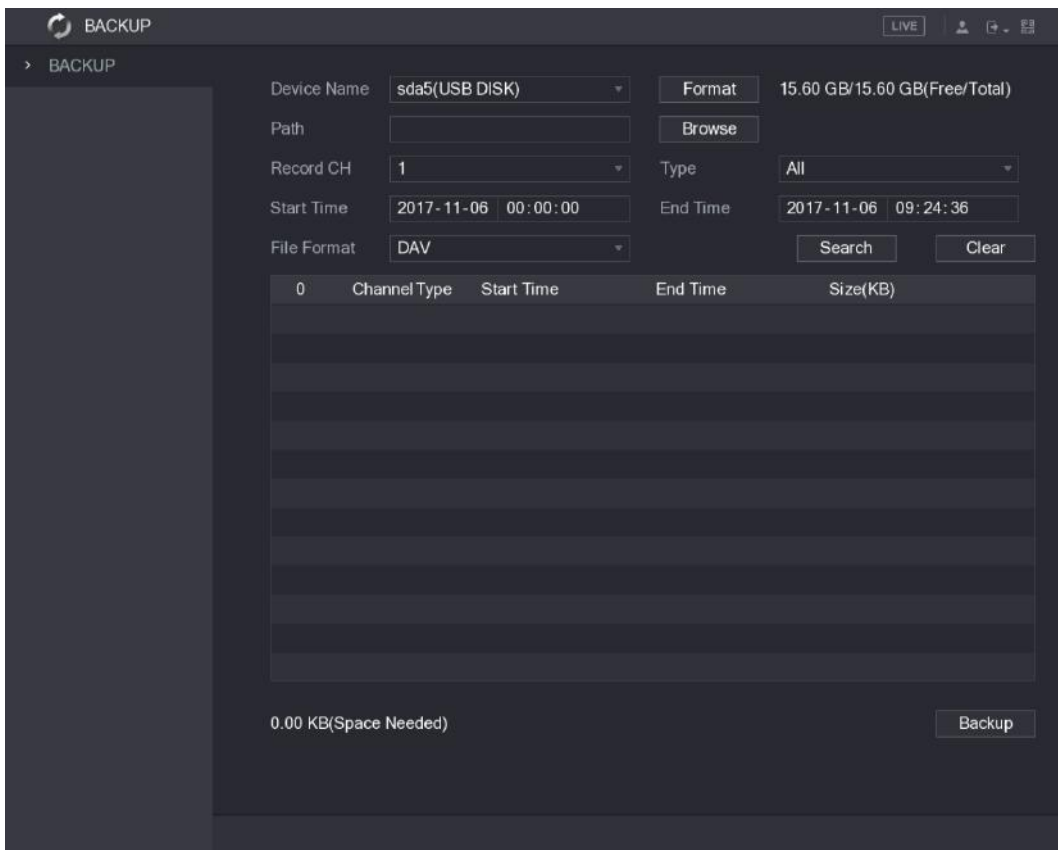 BACKUP LIVE
> BACKUP
Device Name sda5(USB DISK) Format 15.60 GB/15.60 GB(Free/Total)
Path Browse
Record CH 1 Type All
Start Time 2017-11-06 00:00:00 End Time 2017-11-06 09:24:36
File Format DAV Search Clear
0 Channel Type Start Time End Time Size(KB)
0.00 KB(Space Needed) Backup